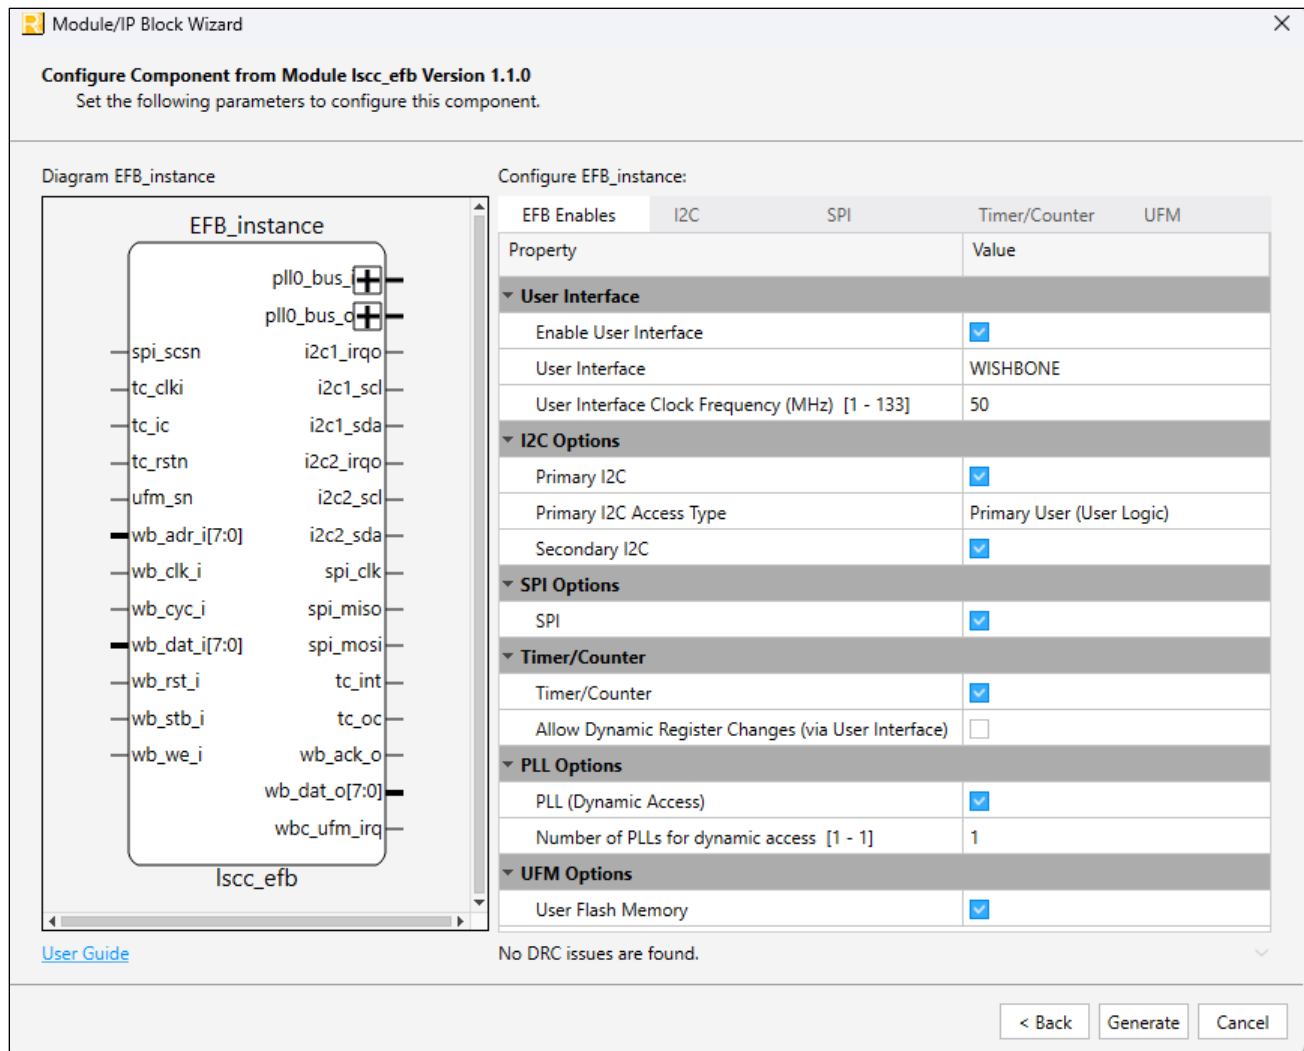 Module/IP Block Wizard
Configure Component from Module lscc_efb Version 1.1.0
Set the following parameters to configure this component.
Diagram EFB_instance
EFB_instance
pll0_bus_i
pll0_bus_o
spi_scsn i2c1_irqo
tc_clki i2c1_scl
tc_ic i2c1_sda
tc_rstn i2c2_irqo
ufm_sn i2c2_scl
wb_adr_i[7:0] i2c2_sda
wb_clk_i spi_clk
wb_cyc_i spi_miso
wb_dat_i[7:0] spi_mosi
wb_rst_i tc_int
wb_stb_i tc_oc
wb_we_i wb_ack_o
wb_dat_o[7:0]
wbc_ufm_irq
lscc_efb
User Guide
Configure EFB_instance:
EFB Enables I2C SPI Timer/Counter UFM
Property Value
User Interface
Enable User Interface
User Interface WISHBONE
User Interface Clock Frequency (MHz) [1 - 133] 50
I2C Options
Primary I2C
Primary I2C Access Type Primary User (User Logic)
Secondary I2C
SPI Options
SPI
Timer/Counter
Timer/Counter
Allow Dynamic Register Changes (via User Interface)
PLL Options
PLL (Dynamic Access)
Number of PLLs for dynamic access [1 - 1] 1
UFM Options
User Flash Memory
No DRC issues are found.
< Back Generate Cancel